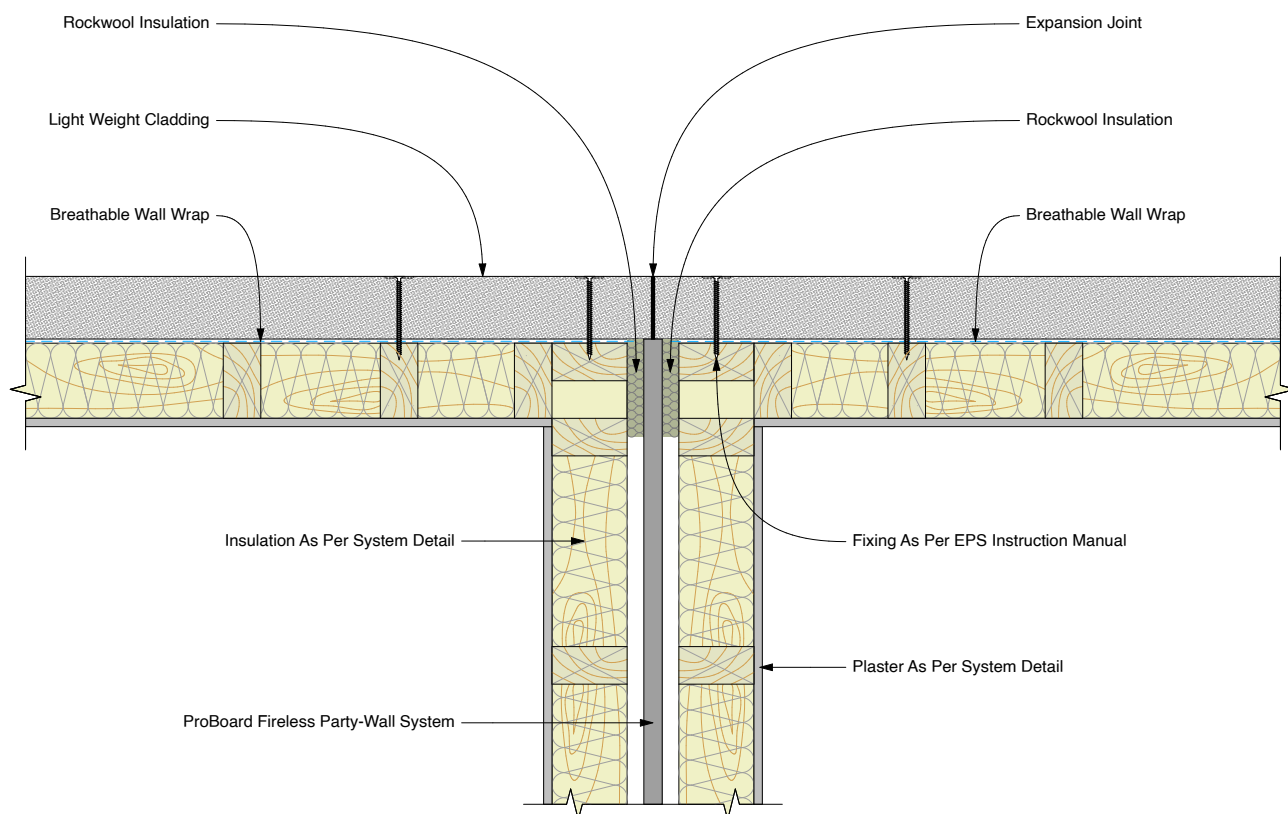 Rockwool Insulation
Expansion Joint
Light Weight Cladding
Rockwool Insulation
Breathable Wall Wrap
Breathable Wall Wrap
Insulation As Per System Detail
Fixing As Per EPS Instruction Manual
Plaster As Per System Detail
ProBoard Fireless Party-Wall System